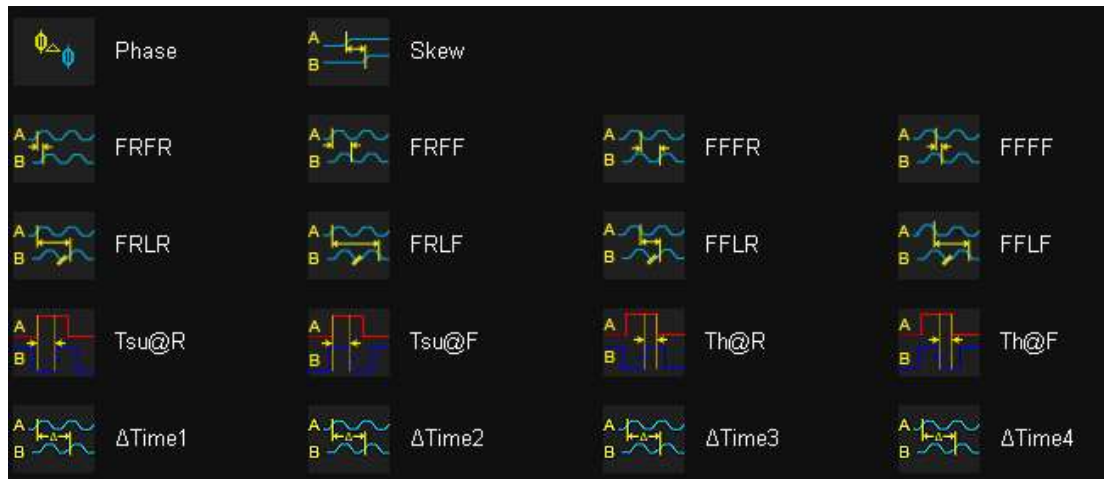 Phase Skew
FRFR FRFF FFFR FFFF
FRLR FRLF FFLR FFLF
Tsu@R Tsu@F Th@R Th@F
ΔTime1 ΔTime2 ΔTime3 ΔTime4